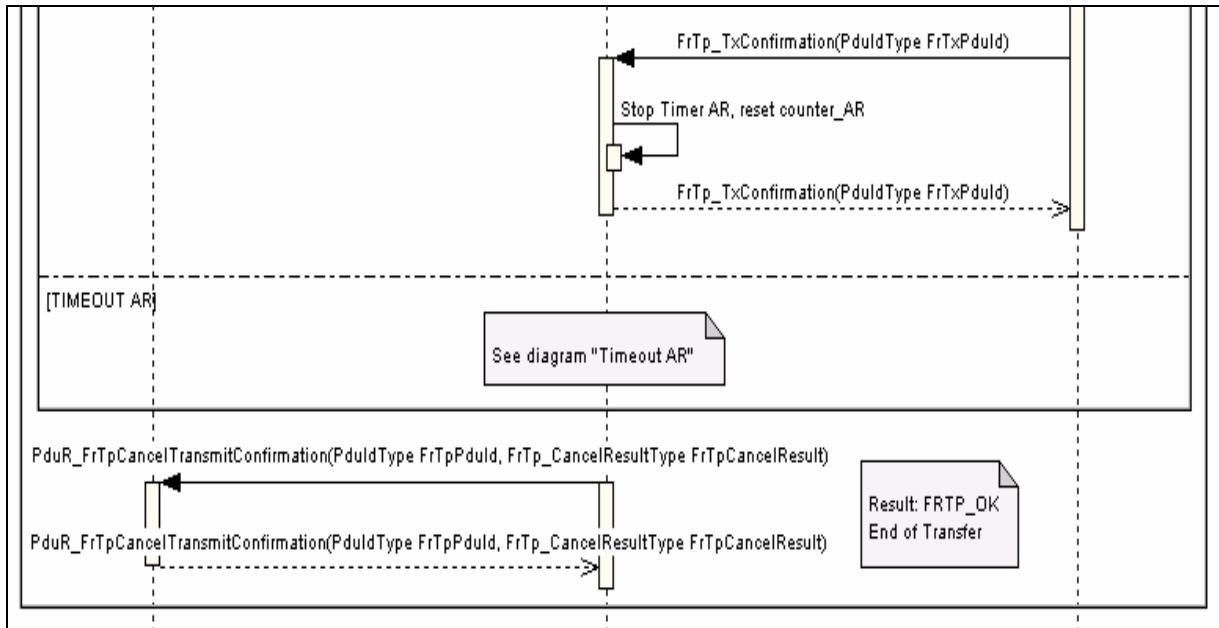 FrTp_TxConfirmation(PduIdType FrTxPduId)
Stop Timer AR, reset counter_AR
FrTp_TxConfirmation(PduIdType FrTxPduId)
[TIMEOUT AR]
See diagram "Timeout AR"
PduR_FrTpCancelTransmitConfirmation(PduIdType FrTpPduId, FrTp_CancelResultType FrTpCancelResult)
Result: FRTP_OK
End of Transfer
PduR_FrTpCancelTransmitConfirmation(PduIdType FrTpPduId, FrTp_CancelResultType FrTpCancelResult)